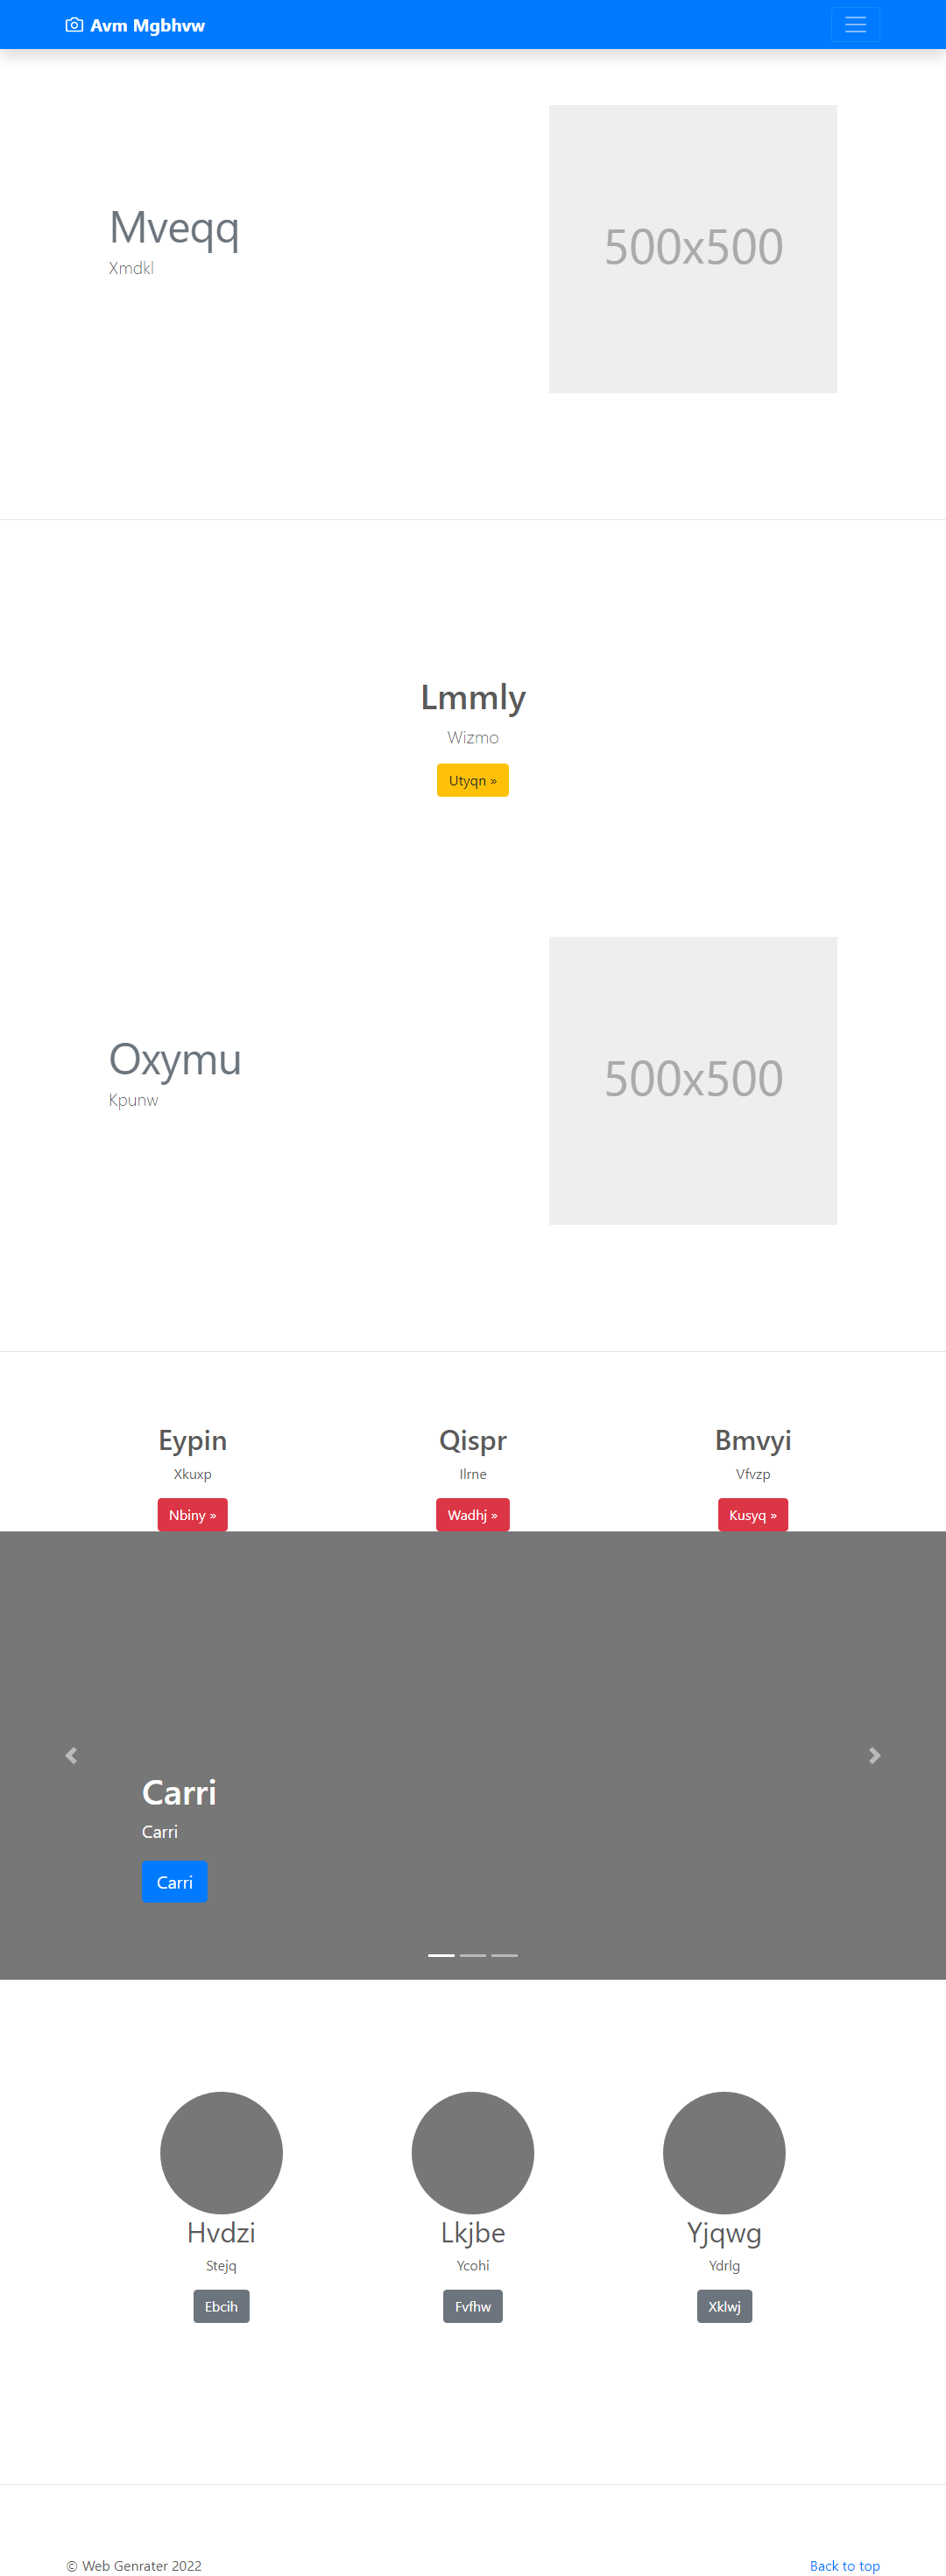 Avm Mgbhvw
Mveqq
Xmdkl
500x500
Lmmly
Wizmo
Utyqn »
Oxymu
Kpunw
500x500
Eypin
Xkuxp
Nbiny »
Qispr
Ilrne
Wadhj »
Bmvyi
Vfvzp
Kusyq »
Carri
Carri
Carri
Hvdzi
Stejq
Ebcih
Lkjbe
Ycohi
Fvfhw
Yjqwg
Ydrlg
Xklwj
© Web Genrater 2022
Back to top